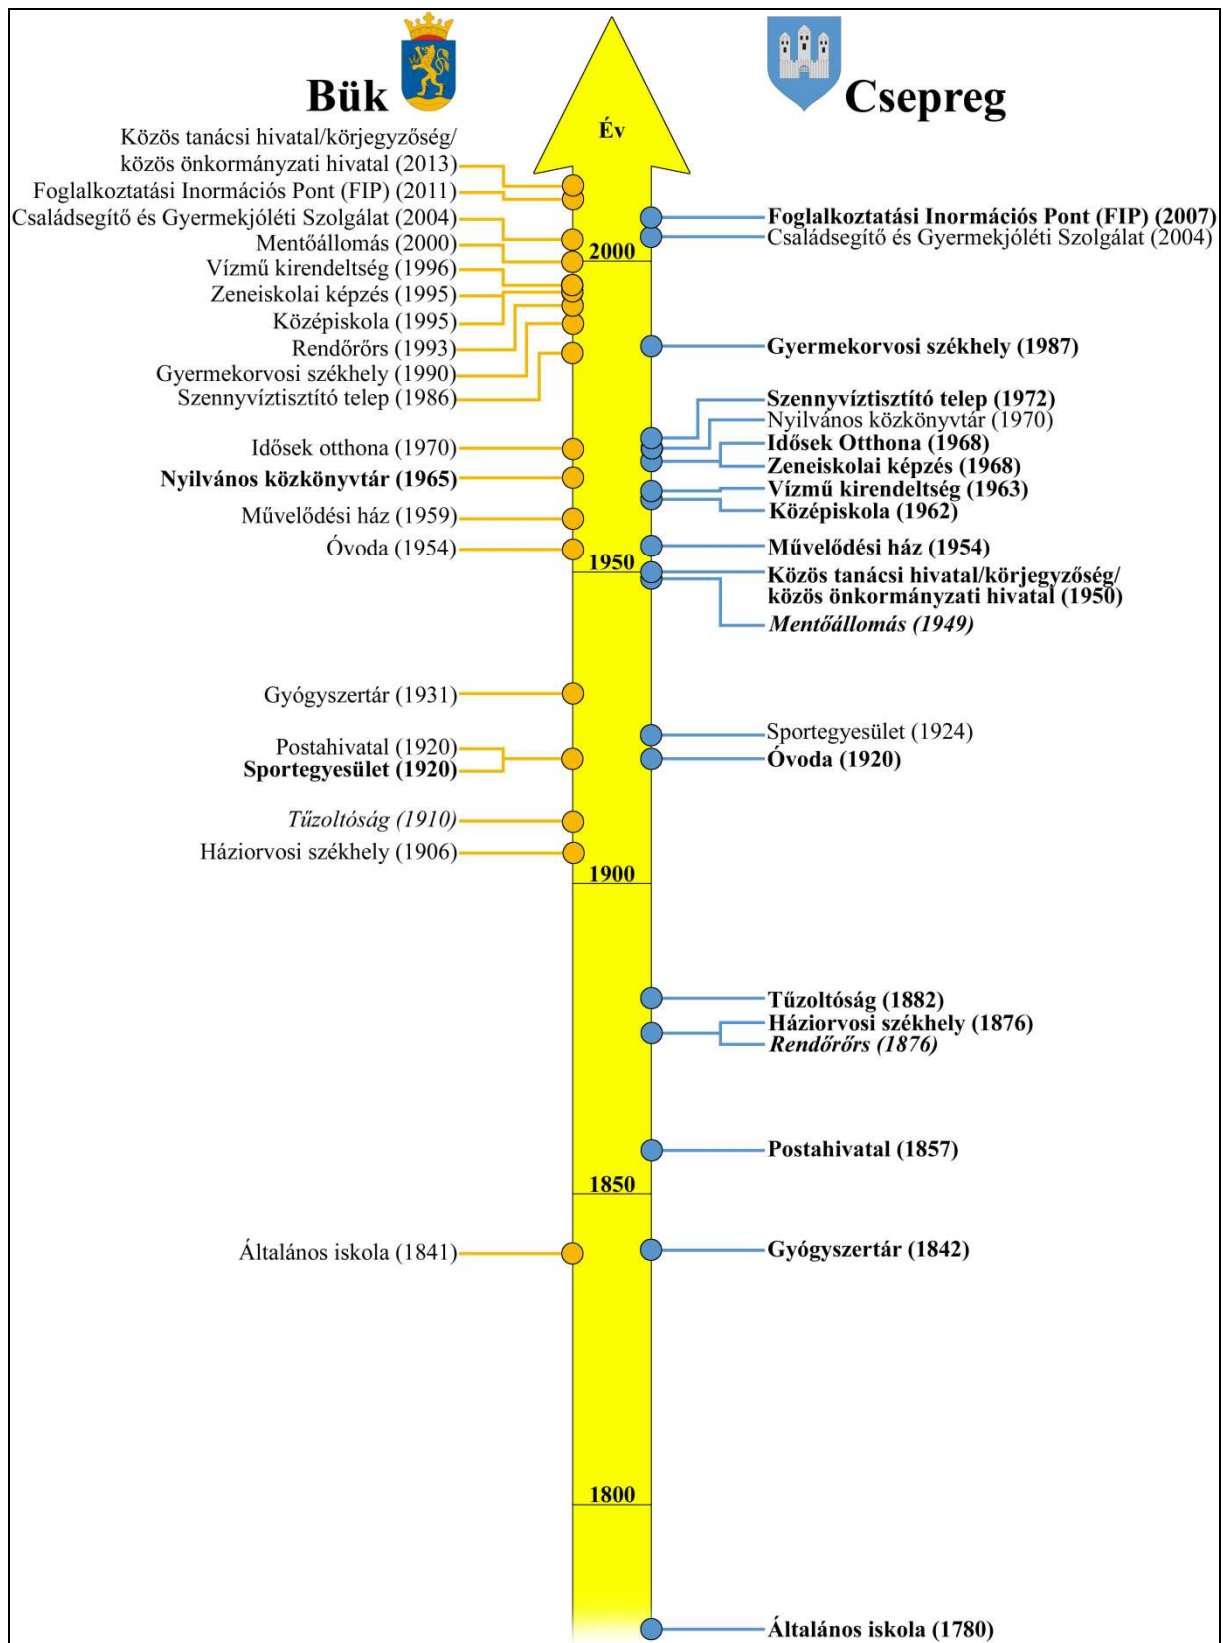 Bük
Csepreg
Év
Közös tanácsi hivatal/körjegyzőség/
közös önkormányzati hivatal (2013)
Foglalkoztatási Inormációs Pont (FIP) (2011)
Családsegítő és Gyermekjóléti Szolgálat (2004)
Mentőállomás (2000)
Vízmű kirendeltség (1996)
Zeneiskolai képzés (1995)
Középiskola (1995)
Rendőrőrs (1993)
Gyermekorvosi székhely (1990)
Szennyvíztisztító telep (1986)
Idősek otthona (1970)
Nyilvános közkönyvtár (1965)
Művelődési ház (1959)
Óvoda (1954)
Gyógyszertár (1931)
Postahivatal (1920)
Sportegyesület (1920)
Tűzoltóság (1910)
Háziorvosi székhely (1906)
Általános iskola (1841)
2000
1950
1900
1850
1800
Foglalkoztatási Inormációs Pont (FIP) (2007)
Családsegítő és Gyermekjóléti Szolgálat (2004)
Gyermekorvosi székhely (1987)
Szennyvíztisztító telep (1972)
Nyilvános közkönyvtár (1970)
Idősek Otthona (1968)
Zeneiskolai képzés (1968)
Vízmű kirendeltség (1963)
Középiskola (1962)
Művelődési ház (1954)
Közös tanácsi hivatal/körjegyzőség/
közös önkormányzati hivatal (1950)
Mentőállomás (1949)
Sportegyesület (1924)
Óvoda (1920)
Tűzoltóság (1882)
Háziorvosi székhely (1876)
Rendőrőrs (1876)
Postahivatal (1857)
Gyógyszertár (1842)
Általános iskola (1780)